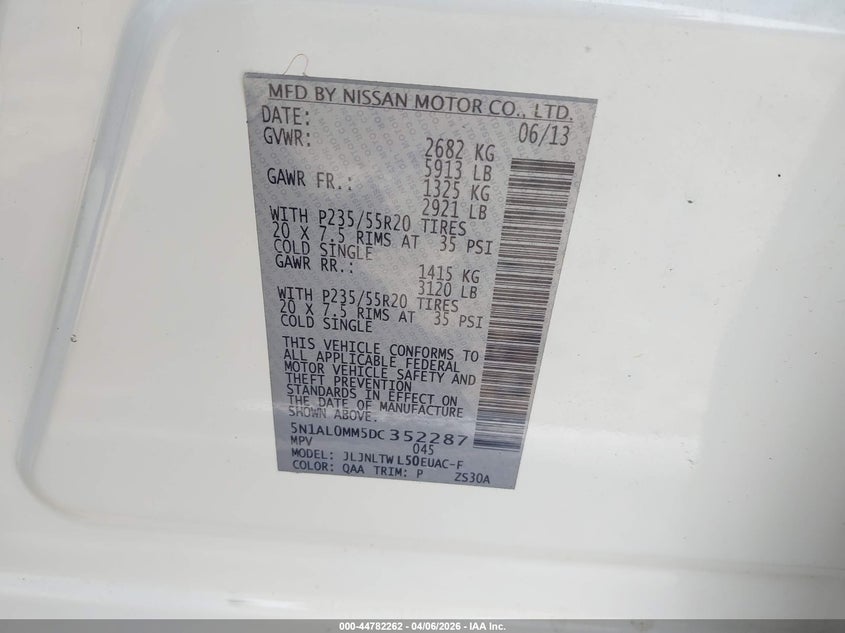 MFD BY NISSAN MOTOR CO., LTD.
DATE: 06/13
GVWR: 2682 KG
5913 LB
GAWR FR.: 1325 KG
2921 LB
WITH P235/55R20 TIRES
20 X 7.5 RIMS AT 35 PSI
COLD SINGLE
GAWR RR.: 1415 KG
3120 LB
WITH P235/55R20 TIRES
20 X 7.5 RIMS AT 35 PSI
COLD SINGLE
THIS VEHICLE CONFORMS TO
ALL APPLICABLE FEDERAL
MOTOR VEHICLE SAFETY AND
THEFT PREVENTION
STANDARDS IN EFFECT ON
THE DATE OF MANUFACTURE
SHOWN ABOVE.
5N1AL0MM5DC352287
MPV 045
MODEL: JLJNLTWL50EUAC-F
COLOR: QAA TRIM: P ZS30A
000-44782262 - 04/06/2026 - IAA Inc.